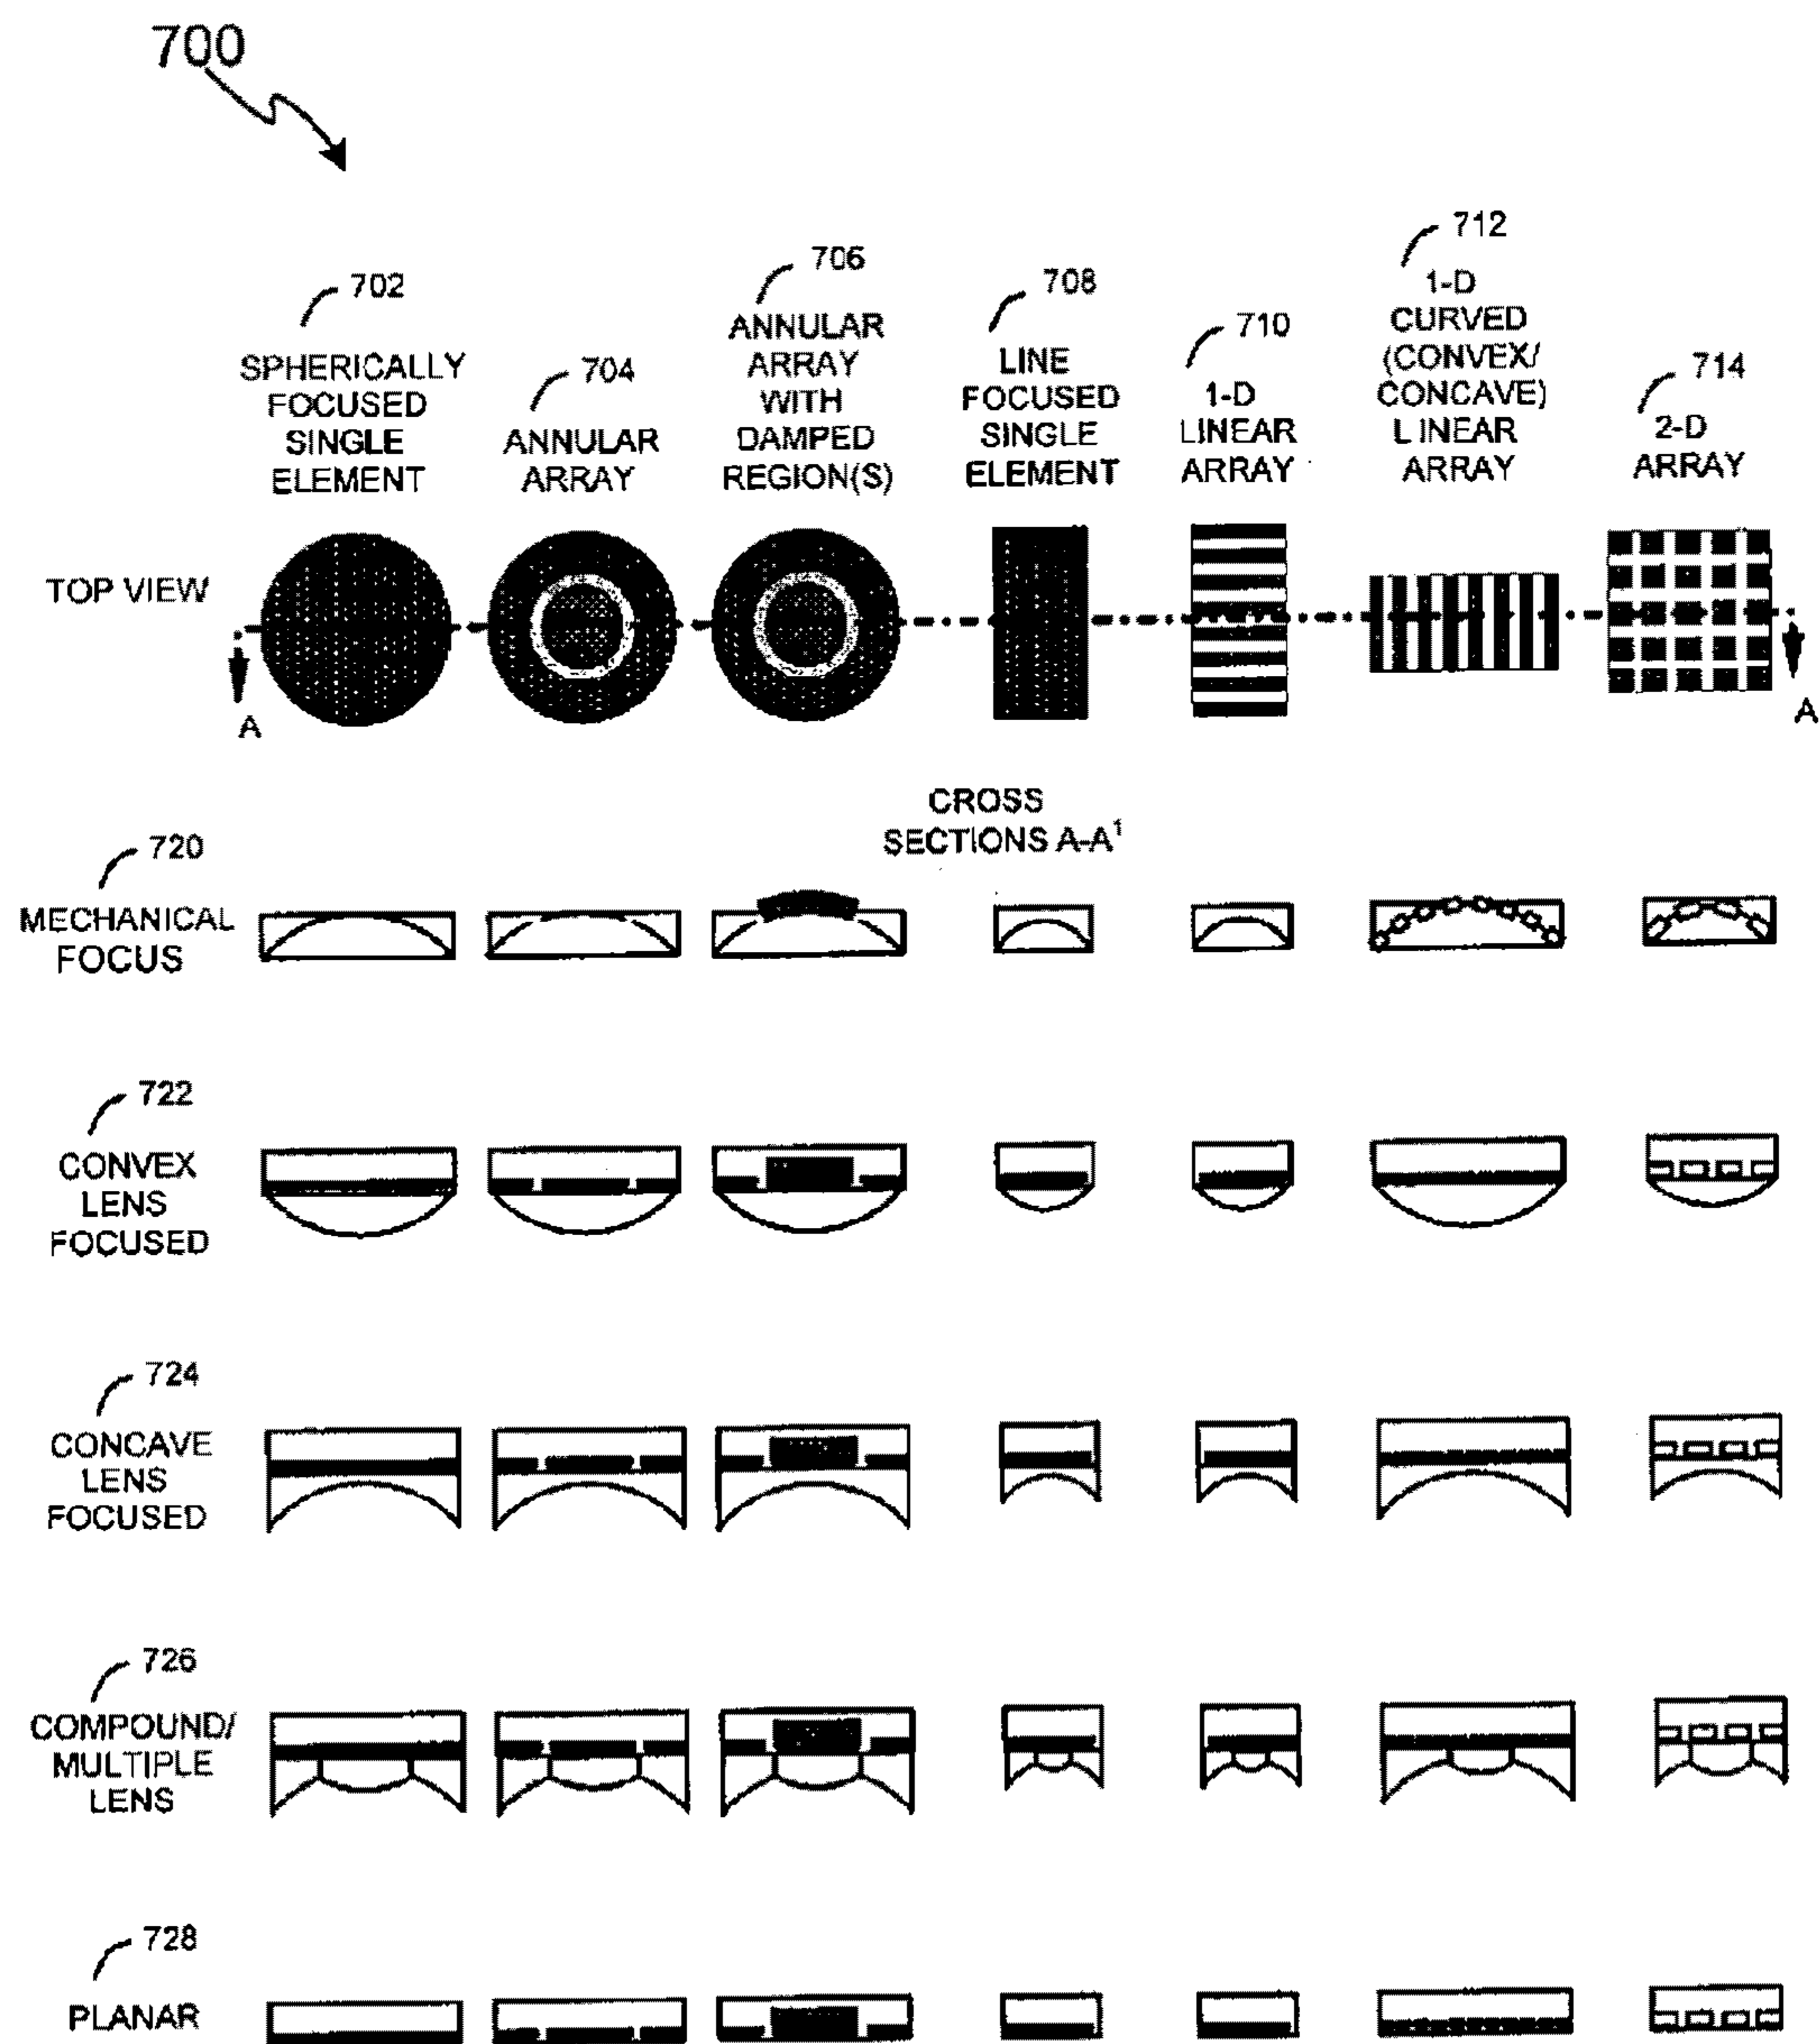 700
702
SPHERICALLY
FOCUSED
SINGLE
ELEMENT
704
ANNULAR
ARRAY
706
ANNULAR
ARRAY
WITH
DAMPED
REGION(S)
708
LINE
FOCUSED
SINGLE
ELEMENT
710
1-D
LINEAR
ARRAY
712
1-D
CURVED
(CONVEX/
CONCAVE)
LINEAR
ARRAY
714
2-D
ARRAY
TOP VIEW
A
A
CROSS
SECTIONS A-A¹
720
MECHANICAL
FOCUS
722
CONVEX
LENS
FOCUSED
724
CONCAVE
LENS
FOCUSED
726
COMPOUND/
MULTIPLE
LENS
728
PLANAR